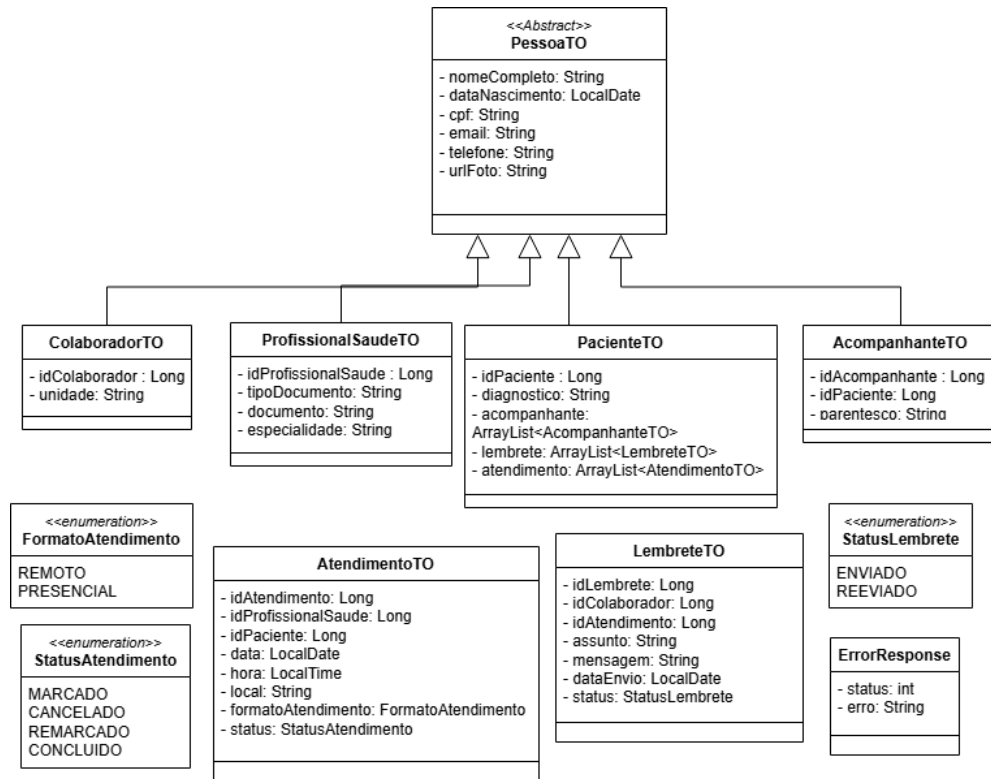 <<Abstract>>
PessoaTO
- nomeCompleto: String
- dataNascimento: LocalDate
- cpf: String
- email: String
- telefone: String
- urlFoto: String
ColaboradorTO
- idColaborador : Long
- unidade: String
ProfissionalSaudeTO
- idProfissionalSaude : Long
- tipoDocumento: String
- documento: String
- especialidade: String
PacienteTO
- idPaciente : Long
- diagnostico: String
- acompanhante:
ArrayList<AcompanhanteTO>
- lembrete: ArrayList<LembreteTO>
- atendimento: ArrayList<AtendimentoTO>
AcompanhanteTO
- idAcompanhante : Long
- idPaciente: Long
- parentesco: String
<<enumeration>>
FormatoAtendimento
REMOTO
PRESENCIAL
<<enumeration>>
StatusAtendimento
MARCADO
CANCELADO
REMARCADO
CONCLUIDO
AtendimentoTO
- idAtendimento: Long
- idProfissionalSaude: Long
- idPaciente: Long
- data: LocalDate
- hora: LocalTime
- local: String
- formatoAtendimento: FormatoAtendimento
- status: StatusAtendimento
LembreteTO
- idLembrete: Long
- idColaborador: Long
- idAtendimento: Long
- assunto: String
- mensagem: String
- dataEnvio: LocalDate
- status: StatusLembrete
<<enumeration>>
StatusLembrete
ENVIADO
REEVIADO
ErrorResponse
- status: int
- erro: String